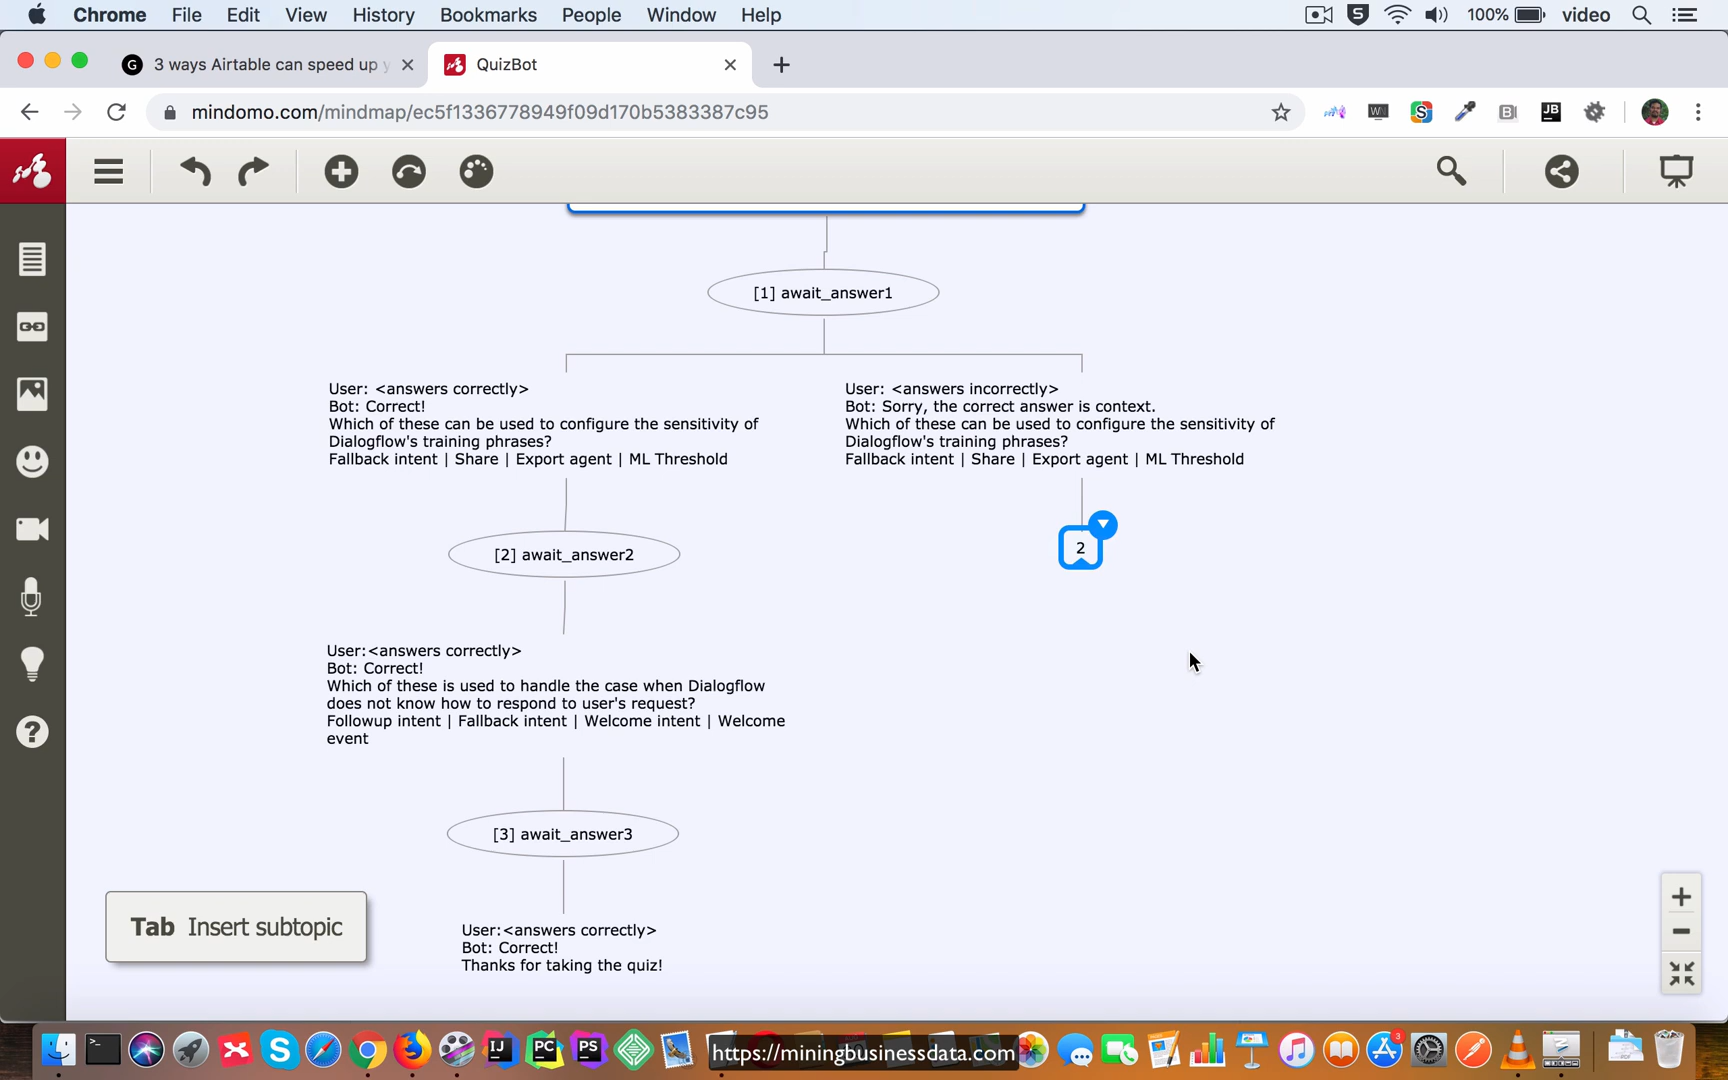 Chrome File Edit View History Bookmarks People Window Help 100% video
3 ways Airtable can speed up y
QuizBot
mindomo.com/mindmap/ec5f1336778949f09d170b5383387c95
[1] await_answer1
User: <answers correctly>
Bot: Correct!
Which of these can be used to configure the sensitivity of
Dialogflow's training phrases?
Fallback intent | Share | Export agent | ML Threshold
User: <answers incorrectly>
Bot: Sorry, the correct answer is context.
Which of these can be used to configure the sensitivity of
Dialogflow's training phrases?
Fallback intent | Share | Export agent | ML Threshold
[2] await_answer2
2
User:<answers correctly>
Bot: Correct!
Which of these is used to handle the case when Dialogflow
does not know how to respond to user's request?
Followup intent | Fallback intent | Welcome intent | Welcome
event
[3] await_answer3
User:<answers correctly>
Bot: Correct!
Thanks for taking the quiz!
Tab Insert subtopic
https://miningbusinessdata.com